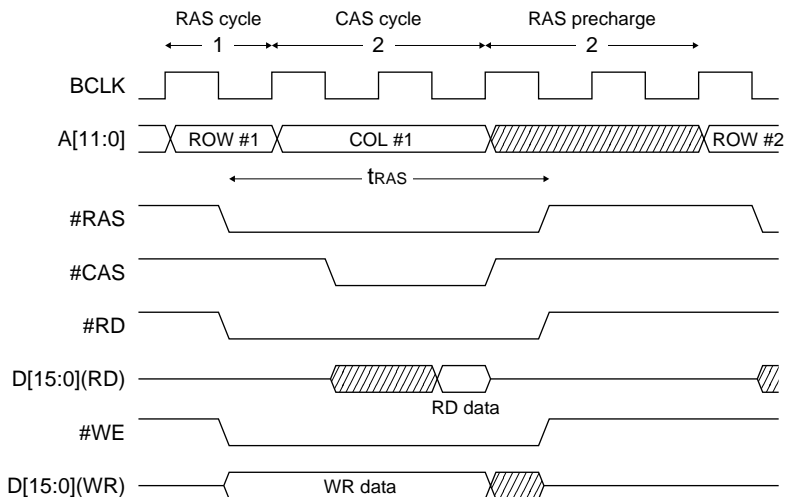 RAS cycle CAS cycle RAS precharge
1 2 2
BCLK
A[11:0] ROW #1 COL #1 ROW #2
tRAS
#RAS
#CAS
#RD
D[15:0](RD)
RD data
#WE
D[15:0](WR) WR data